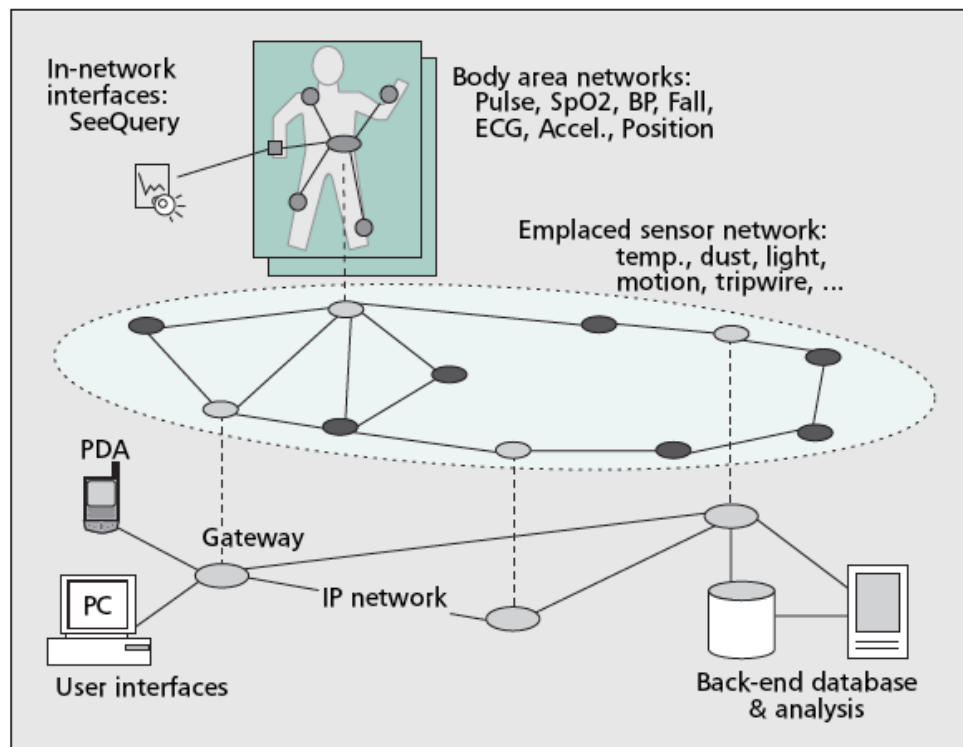 In-network
interfaces:
SeeQuery
Body area networks:
Pulse, SpO2, BP, Fall,
ECG, Accel., Position
Emplaced sensor network:
temp., dust, light,
motion, tripwire, ...
PDA
Gateway
PC
IP network
User interfaces
Back-end database
& analysis